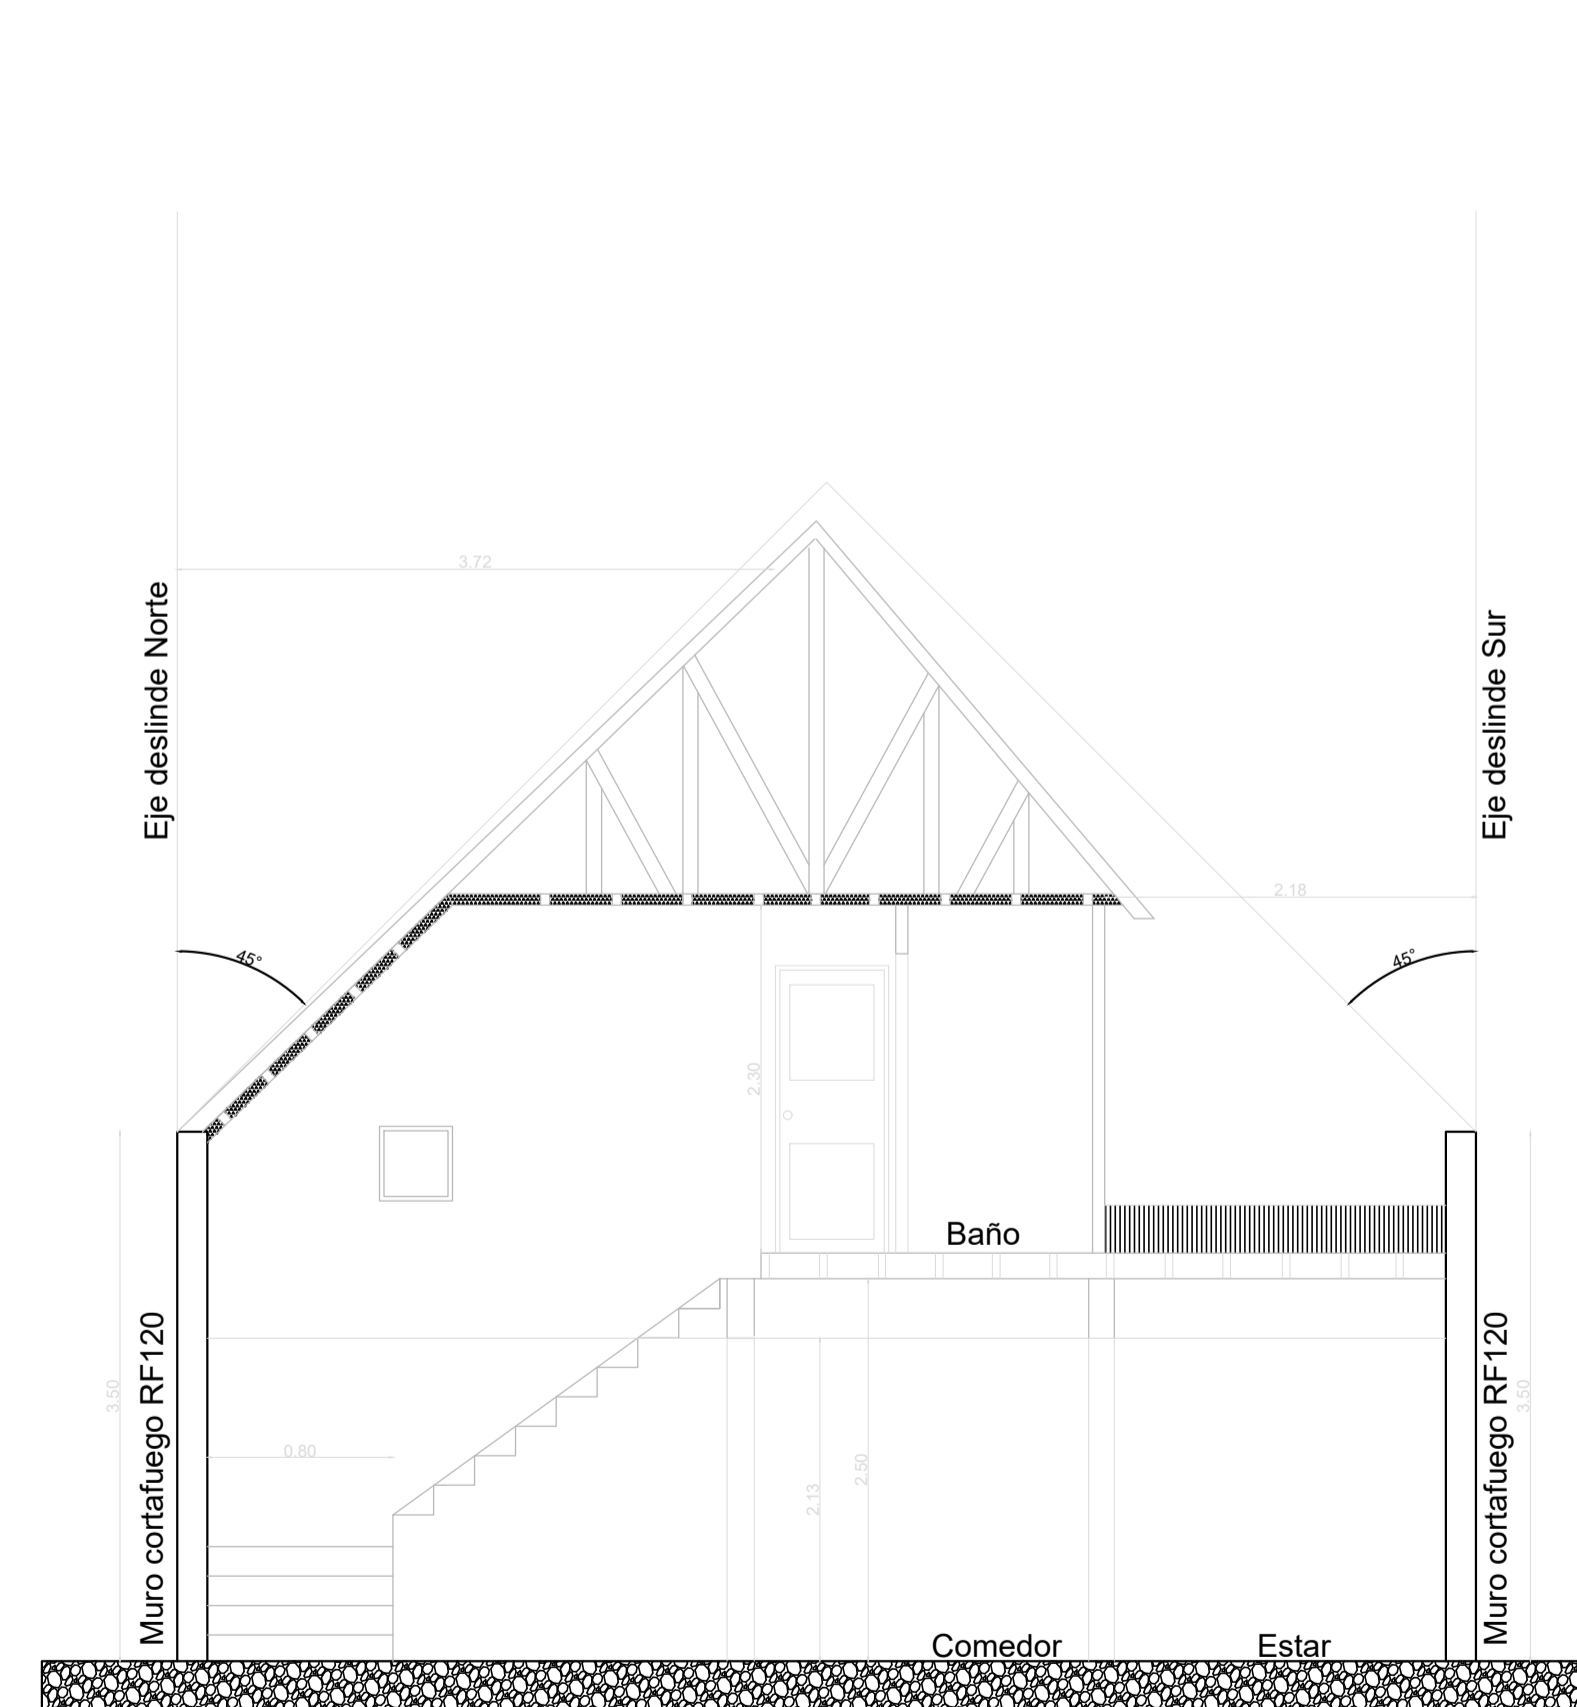 3.72
Eje deslinde Norte
Eje deslinde Sur
2.18
45°
45°
2.30
Baño
3.50
Muro cortafuego RF120
0.80
2.13
2.50
Muro cortafuego RF120
3.50
Comedor
Estar